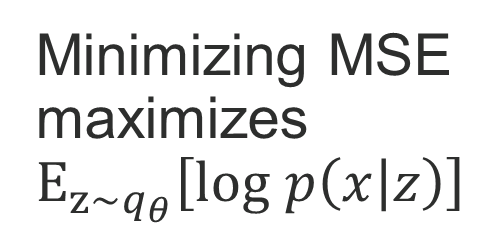 Minimizing MSE
maximizes
E_{z~q_θ}[log p(x|z)]